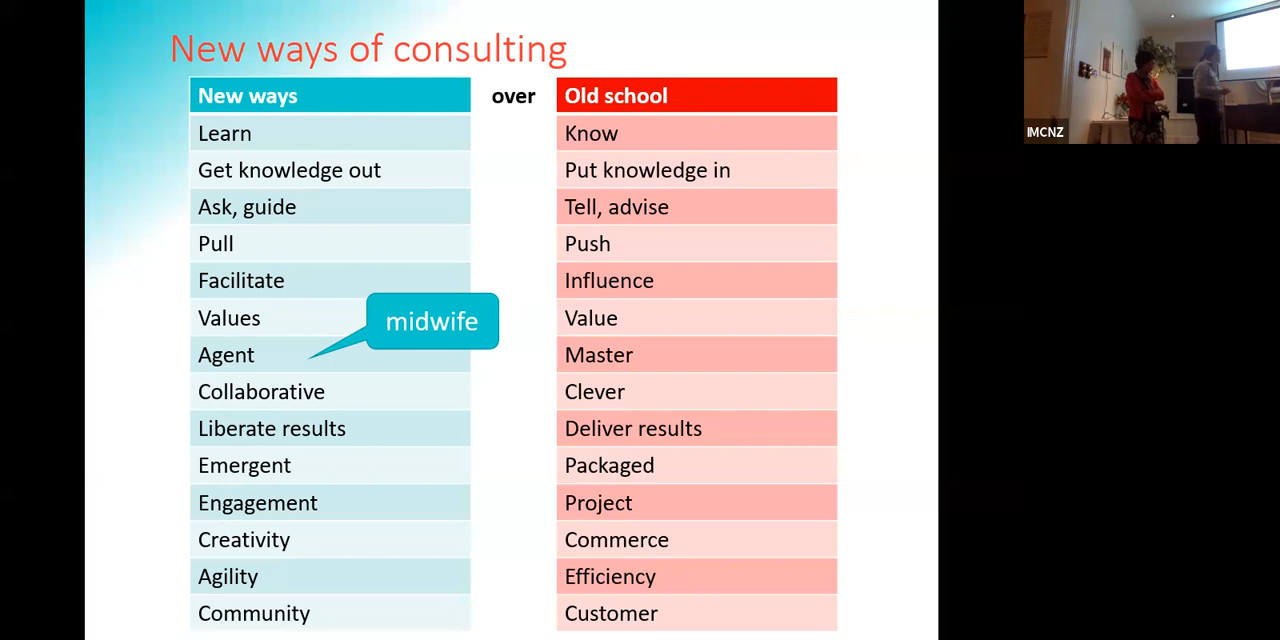 New ways of consulting
New ways over Old school
Learn Know
Get knowledge out Put knowledge in
Ask, guide Tell, advise
Pull Push
Facilitate Influence
Values Value
midwife
Agent Master
Collaborative Clever
Liberate results Deliver results
Emergent Packaged
Engagement Project
Creativity Commerce
Agility Efficiency
Community Customer
IMCNZ